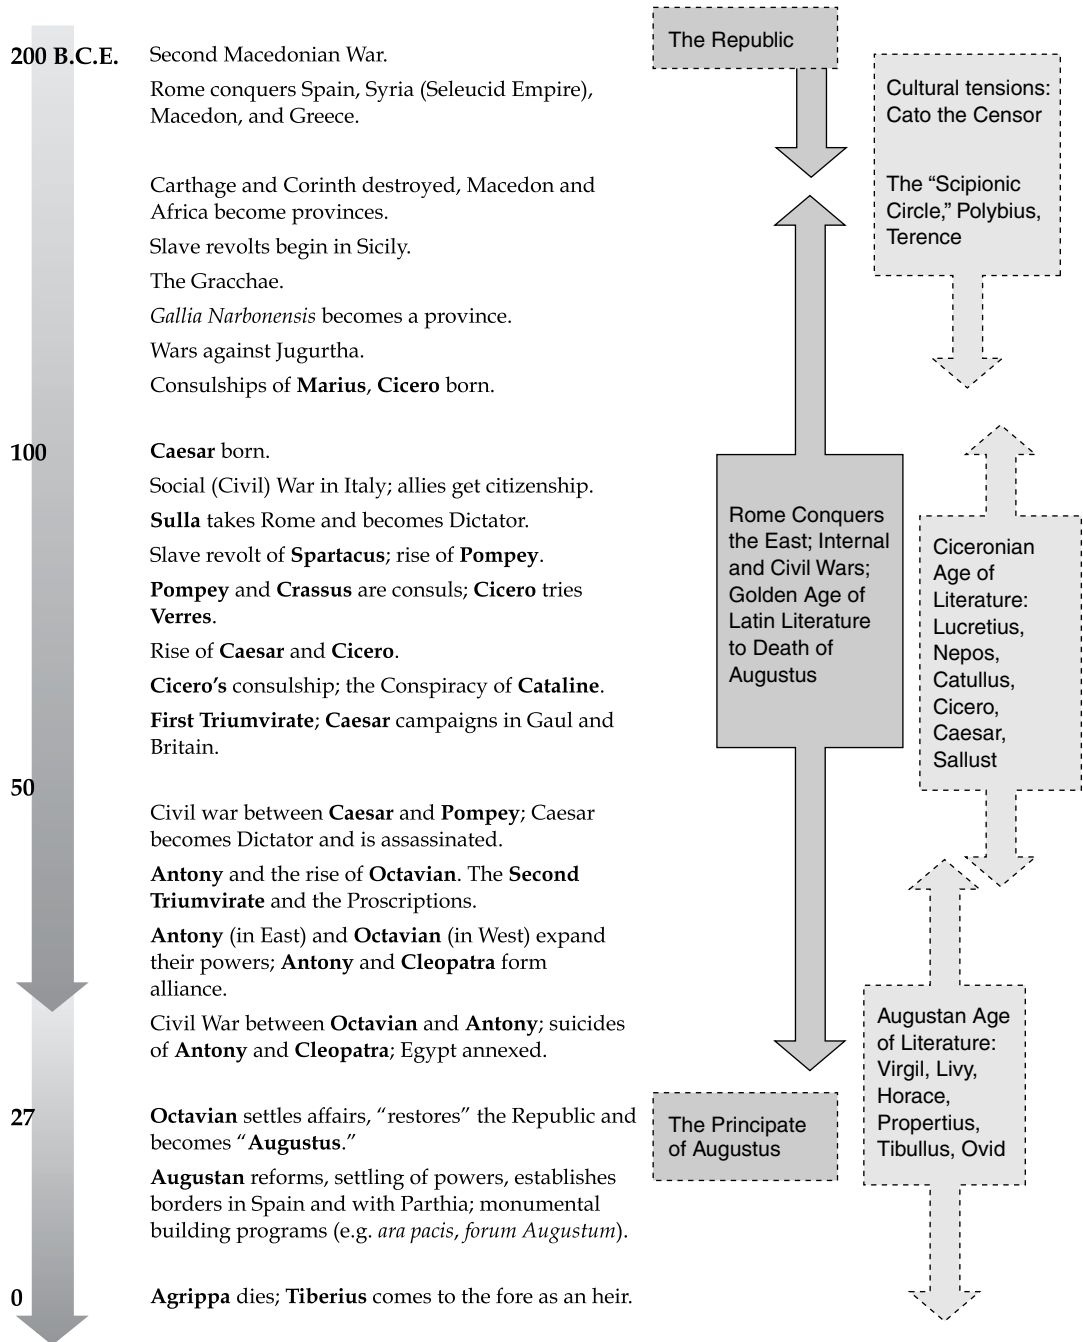 200 B.C.E.
Second Macedonian War.
Rome conquers Spain, Syria (Seleucid Empire),
Macedon, and Greece.
Carthage and Corinth destroyed, Macedon and
Africa become provinces.
Slave revolts begin in Sicily.
The Gracchae.
Gallia Narbonensis becomes a province.
Wars against Jugurtha.
Consulships of Marius, Cicero born.
100
Caesar born.
Social (Civil) War in Italy; allies get citizenship.
Sulla takes Rome and becomes Dictator.
Slave revolt of Spartacus; rise of Pompey.
Pompey and Crassus are consuls; Cicero tries
Verres.
Rise of Caesar and Cicero.
Cicero’s consulship; the Conspiracy of Cataline.
First Triumvirate; Caesar campaigns in Gaul and
Britain.
50
Civil war between Caesar and Pompey; Caesar
becomes Dictator and is assassinated.
Antony and the rise of Octavian. The Second
Triumvirate and the Proscriptions.
Antony (in East) and Octavian (in West) expand
their powers; Antony and Cleopatra form
alliance.
Civil War between Octavian and Antony; suicides
of Antony and Cleopatra; Egypt annexed.
27
Octavian settles affairs, “restores” the Republic and
becomes “Augustus.”
Augustan reforms, settling of powers, establishes
borders in Spain and with Parthia; monumental
building programs (e.g. ara pacis, forum Augustum).
0
Agrippa dies; Tiberius comes to the fore as an heir.
The Republic
Rome Conquers
the East; Internal
and Civil Wars;
Golden Age of
Latin Literature
to Death of
Augustus
The Principate
of Augustus
Cultural tensions:
Cato the Censor
The “Scipionic
Circle,” Polybius,
Terence
Ciceronian
Age of
Literature:
Lucretius,
Nepos,
Catullus,
Cicero,
Caesar,
Sallust
Augustan Age
of Literature:
Virgil, Livy,
Horace,
Propertius,
Tibullus, Ovid